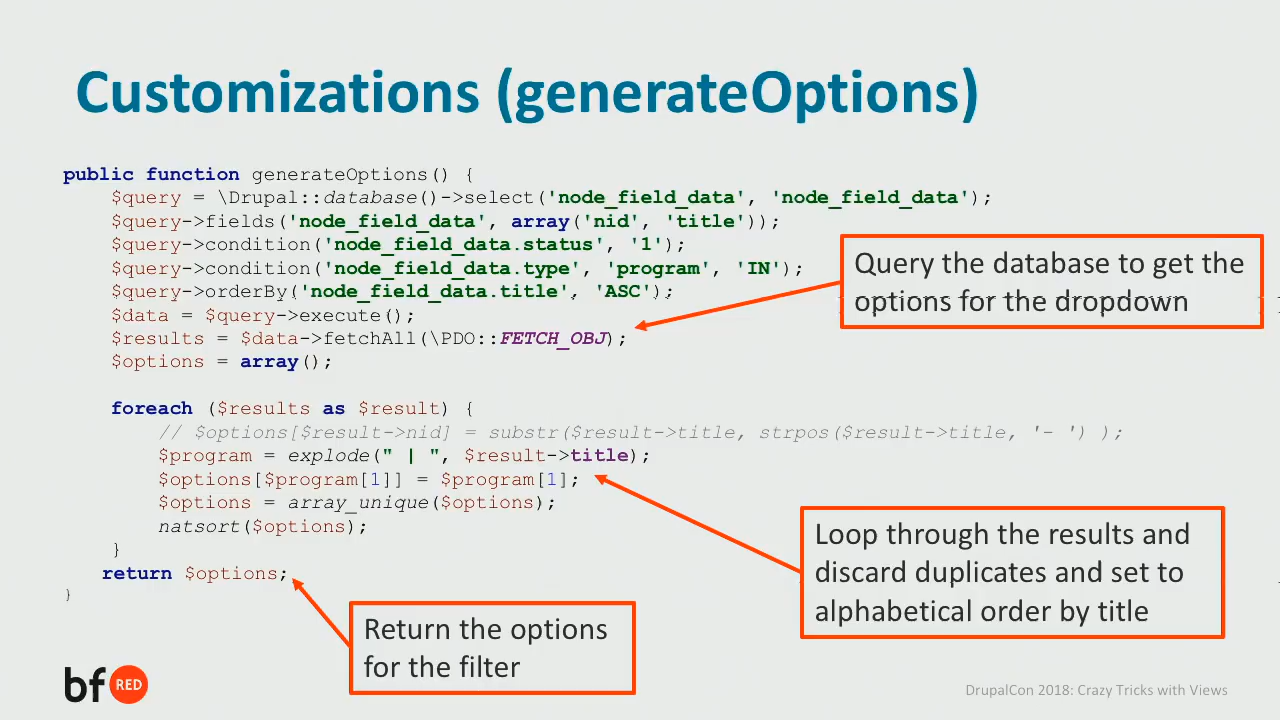 Customizations (generateOptions)
public function generateOptions() {
$query = \Drupal::database()->select('node_field_data', 'node_field_data');
$query->fields('node_field_data', array('nid', 'title'));
$query->condition('node_field_data.status', '1');
$query->condition('node_field_data.type', 'program', 'IN');
$query->orderBy('node_field_data.title', 'ASC');
$data = $query->execute();
$results = $data->fetchAll(\PDO::FETCH_OBJ);
$options = array();
Query the database to get the
options for the dropdown
foreach ($results as $result) {
// $options[$result->nid] = substr($result->title, strpos($result->title, '- ') );
$program = explode(" | ", $result->title);
$options[$program[1]] = $program[1];
$options = array_unique($options);
natsort($options);
}
return $options;
}
Loop through the results and
discard duplicates and set to
alphabetical order by title
Return the options
for the filter
bf RED
DrupalCon 2018: Crazy Tricks with Views